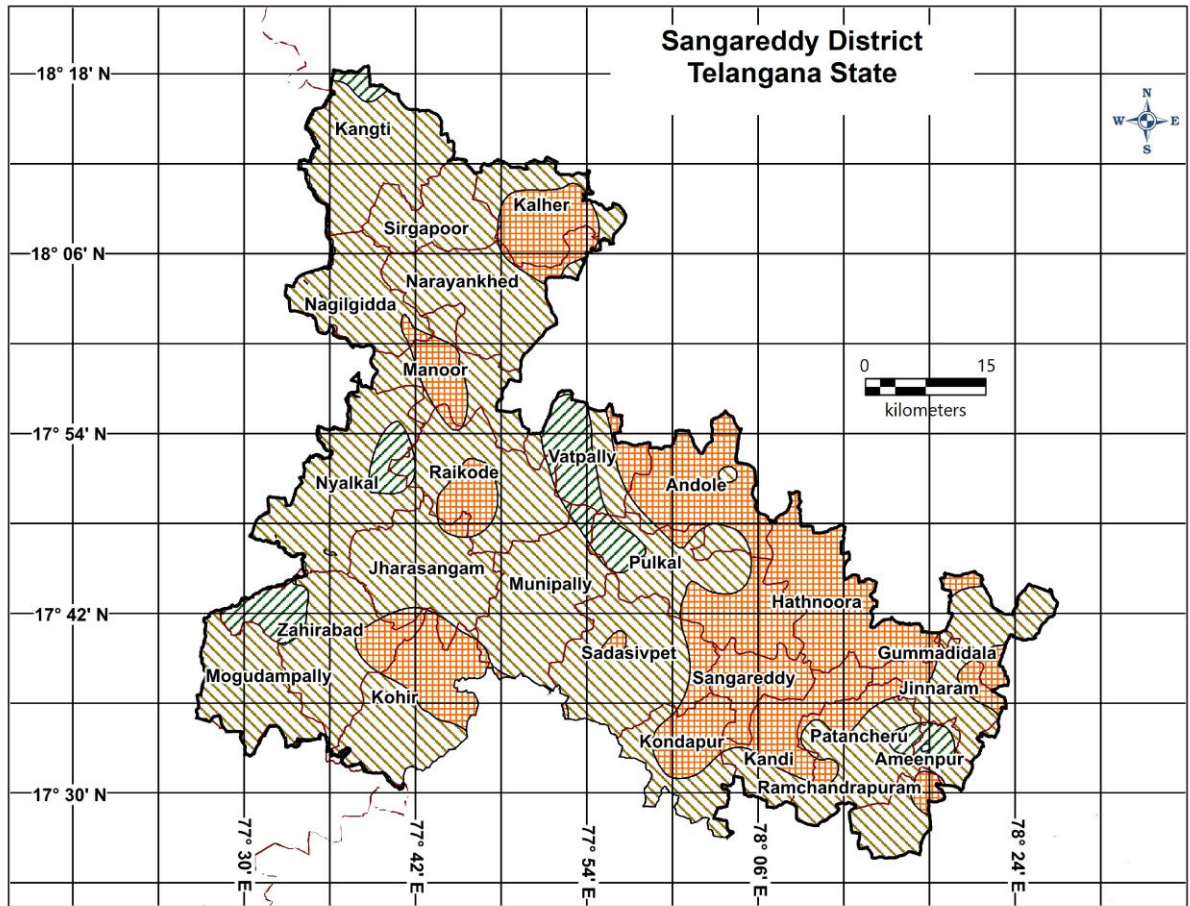 Sangareddy District
Telangana State
18° 18' N
N
W E
S
Kangti
Kalher
Sirgapoor
18° 06' N
Narayankhed
Nagilgidda
0 15
kilometers
Manoor
17° 54' N
Vatpally
Raikode
Nyalkal
Andole
Pulkal
Jharasangam
Munipally
Hathnoora
17° 42' N
Zahirabad
Sadasivpet
Gummadidala
Mogudampally
Sangareddy
Jinnaram
Kohir
Patancheru
Kondapur
Kandi
Ameenpur
Ramchandrapuram
17° 30' N
77° 30' E
77° 42' E
77° 54' E
78° 06' E
78° 24' E